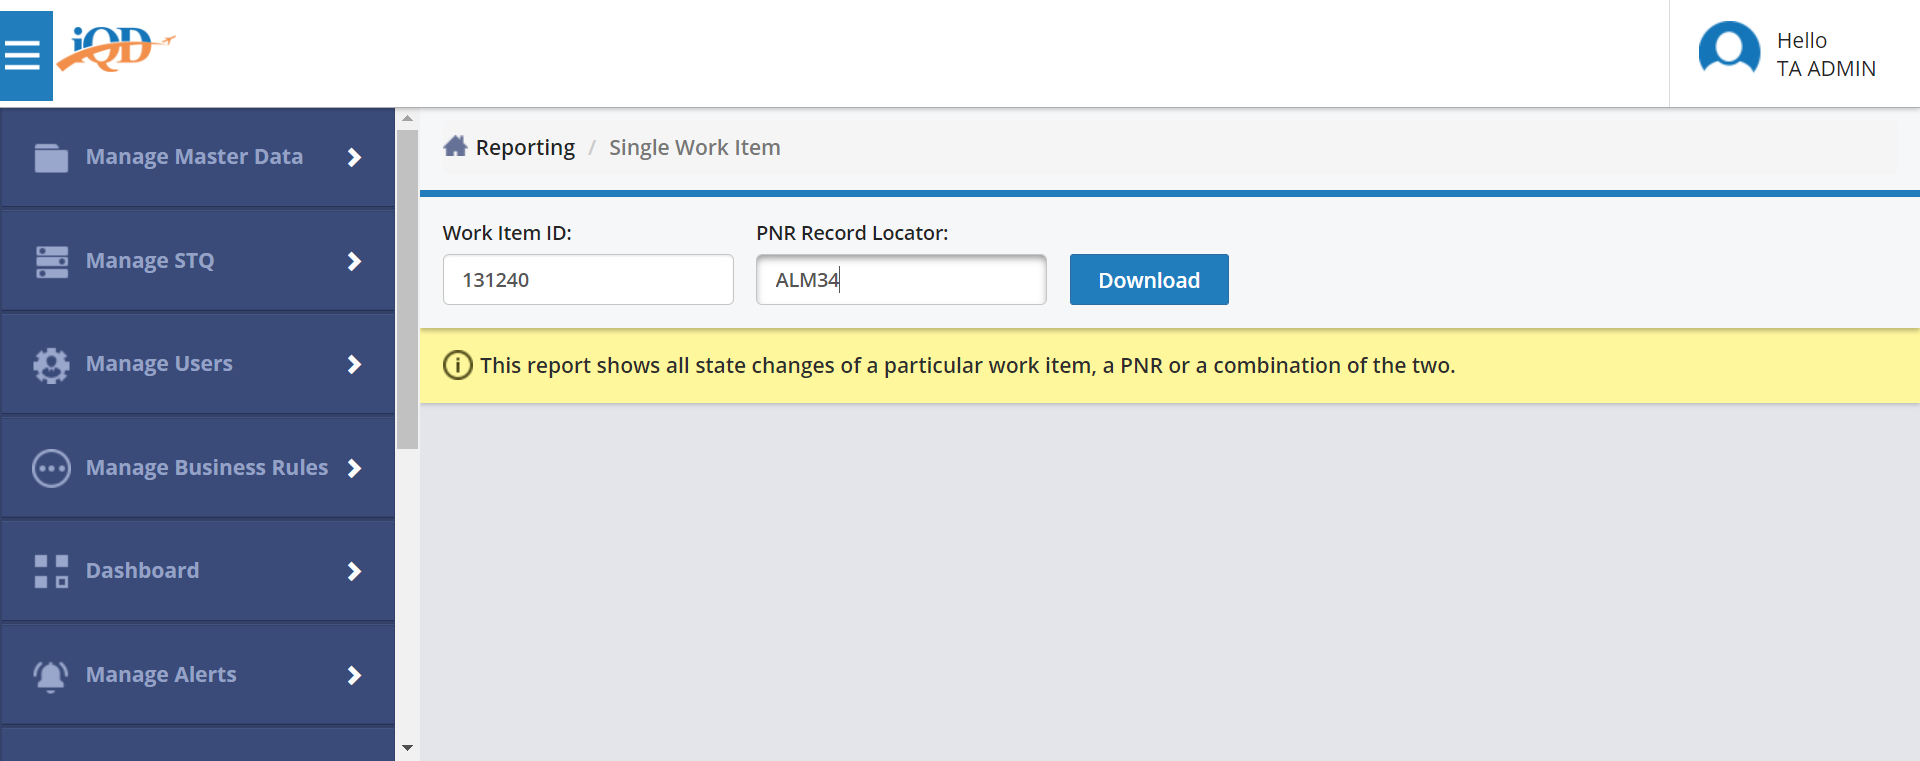 iQD
Hello
TA ADMIN
Manage Master Data
Manage STQ
Manage Users
Manage Business Rules
Dashboard
Manage Alerts
Reporting / Single Work Item
Work Item ID: PNR Record Locator:
131240 ALM34 Download
This report shows all state changes of a particular work item, a PNR or a combination of the two.